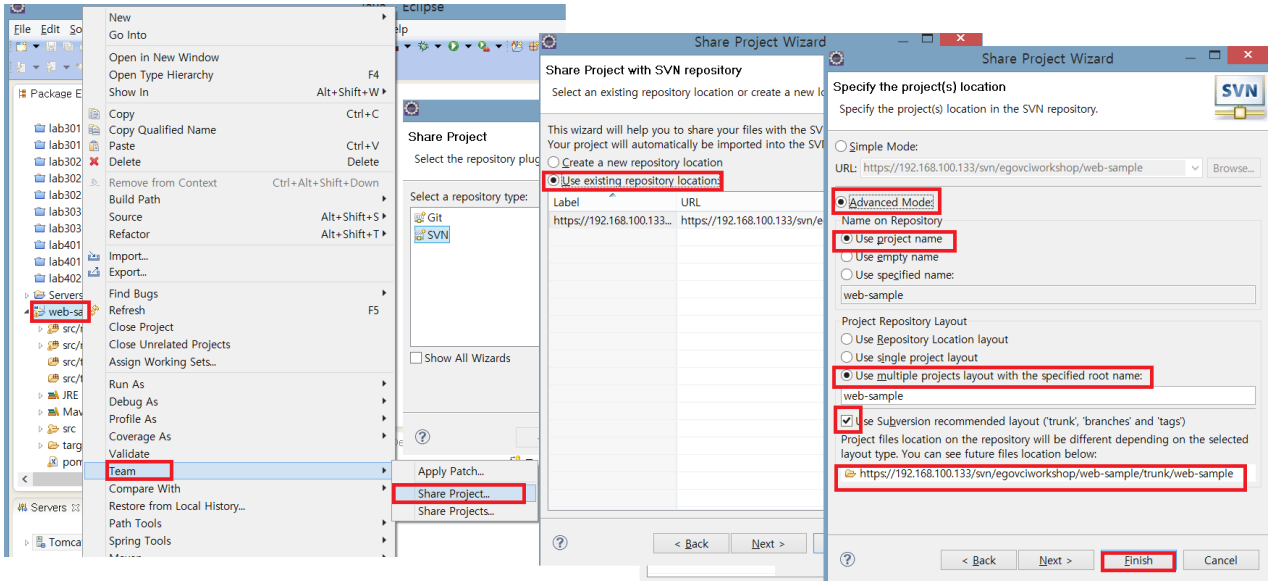 Eclipse
File Edit So
elp
Package E
lab301
lab301
lab302
lab302
lab302
lab303
lab303
lab401
lab401
lab402
Servers
web-sa
src/r
src/r
src/t
src/t
JRE
Mav
src
targ
pom
Servers
Tomca
New
Go Into
Open in New Window
Open Type Hierarchy F4
Show In Alt+Shift+W
Copy Ctrl+C
Copy Qualified Name
Paste Ctrl+V
Delete Delete
Remove from Context Ctrl+Alt+Shift+Down
Build Path
Source Alt+Shift+S
Refactor Alt+Shift+T
Import...
Export...
Find Bugs
Refresh F5
Close Project
Close Unrelated Projects
Assign Working Sets...
Run As
Debug As
Profile As
Coverage As
Validate
Team
Compare With
Restore from Local History...
Path Tools
Spring Tools
Apply Patch...
Share Project...
Share Projects...
Share Project
Select the repository plug
Select a repository type:
Git
SVN
Show All Wizards
Share Project Wizard
Share Project with SVN repository
Select an existing repository location or create a new lo
This wizard will help you to share your files with the SV
Your project will automatically be imported into the SV
Create a new repository location
Use existing repository location:
Label URL
https://192.168.100.133... https://192.168.100.133/svn/e
< Back Next >
Share Project Wizard
Specify the project(s) location
Specify the project(s) location in the SVN repository.
SVN
Simple Mode:
URL: https://192.168.100.133/svn/egovciworkshop/web-sample Browse...
Advanced Mode:
Name on Repository
Use project name
Use empty name
Use specified name:
web-sample
Project Repository Layout
Use Repository Location layout
Use single project layout
Use multiple projects layout with the specified root name:
web-sample
Use Subversion recommended layout ('trunk', 'branches' and 'tags')
Project files location on the repository will be different depending on the selected
layout type. You can see future files location below:
https://192.168.100.133/svn/egovciworkshop/web-sample/trunk/web-sample
< Back Next > Finish Cancel